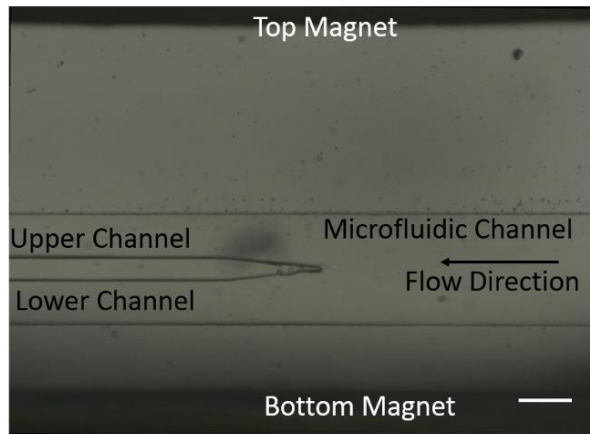 Top Magnet
Upper Channel
Microfluidic Channel
Lower Channel
Flow Direction
Bottom Magnet